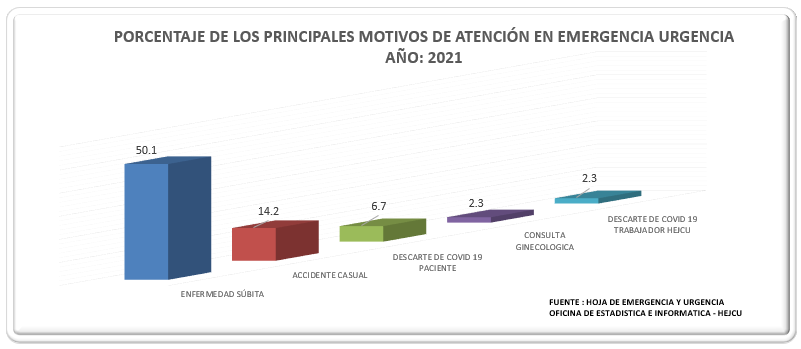 PORCENTAJE DE LOS PRINCIPALES MOTIVOS DE ATENCIÓN EN EMERGENCIA URGENCIA
AÑO: 2021
50.1
14.2
6.7
2.3
2.3
ENFERMEDAD SÚBITA
ACCIDENTE CASUAL
DESCARTE DE COVID 19
PACIENTE
CONSULTA
GINECOLOGICA
DESCARTE DE COVID 19
TRABAJADOR HEJCU
FUENTE : HOJA DE EMERGENCIA Y URGENCIA
OFICINA DE ESTADISTICA E INFORMATICA - HEJCU